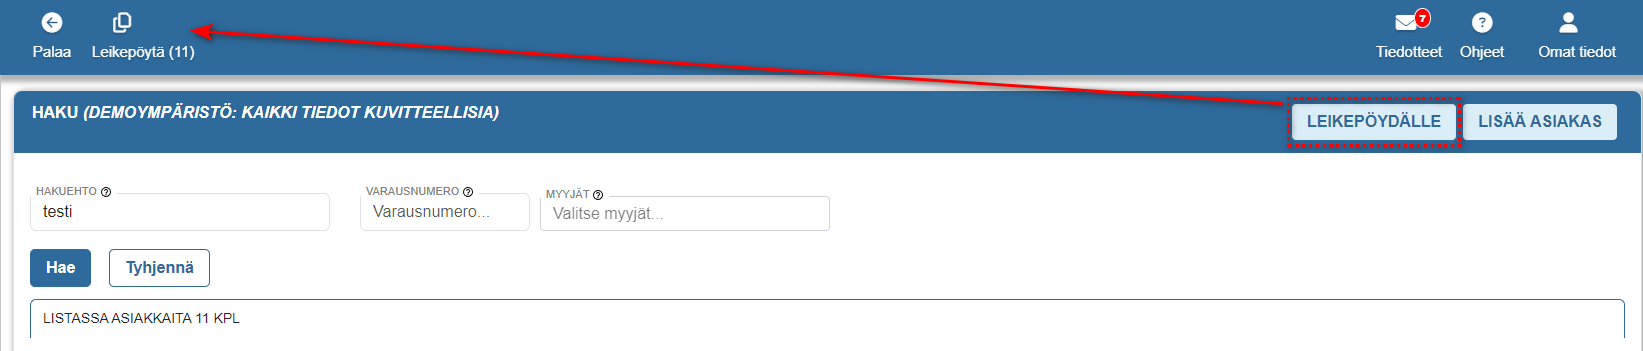 Palaa Leikepöytä (11) 7 Tiedotteet ? Ohjeet Omat tiedot
HAKU (DEMOYMPÄRISTÖ: KAIKKI TIEDOT KUVITTEELLISIA) LEIKEPÖYDÄLLE LISÄÄ ASIAKAS
HAKUEHTO ? VARAUSNUMERO ? MYYJÄT ?
testi Varausnumero... Valitse myyjät...
Hae Tyhjennä
LISTASSA ASIAKKAITA 11 KPL